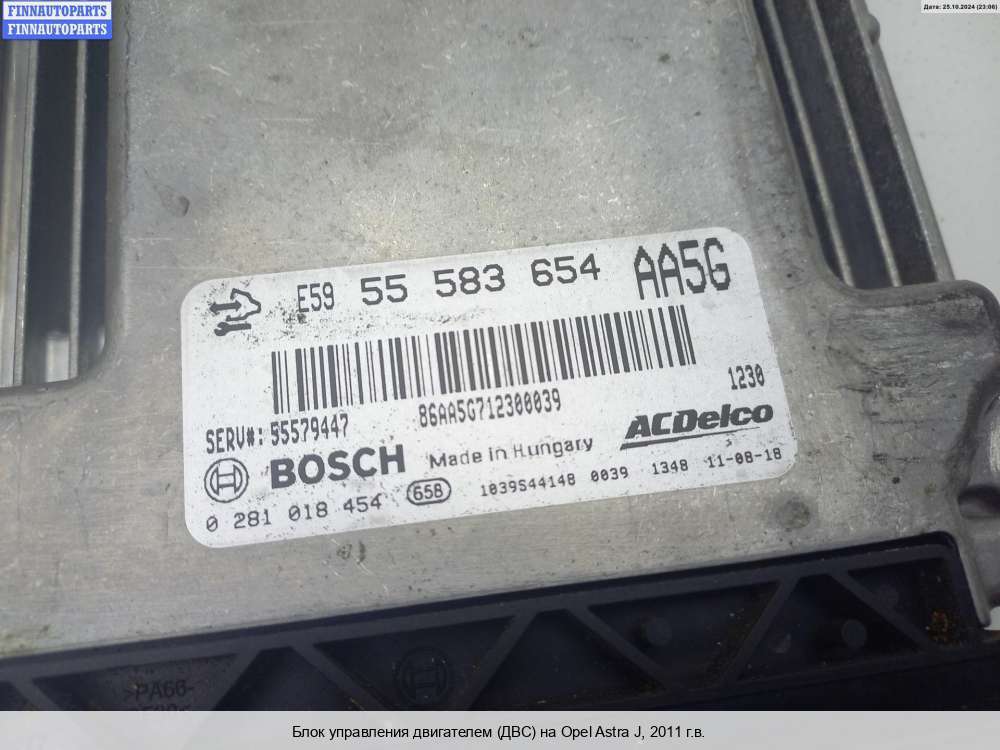 FINNAUTOPARTS
FINNAUTOPARTS
Дата: 25.10.2024 (23:06)
E59 55 583 654 AA5G
1230
86AA5G712300039
SERV#: 55579447
BOSCH Made in Hungary ACDelco
0 281 018 454 658 1039S44148 0039 1348 11-08-18
>PA66-
Блок управления двигателем (ДВС) на Opel Astra J, 2011 г.в.